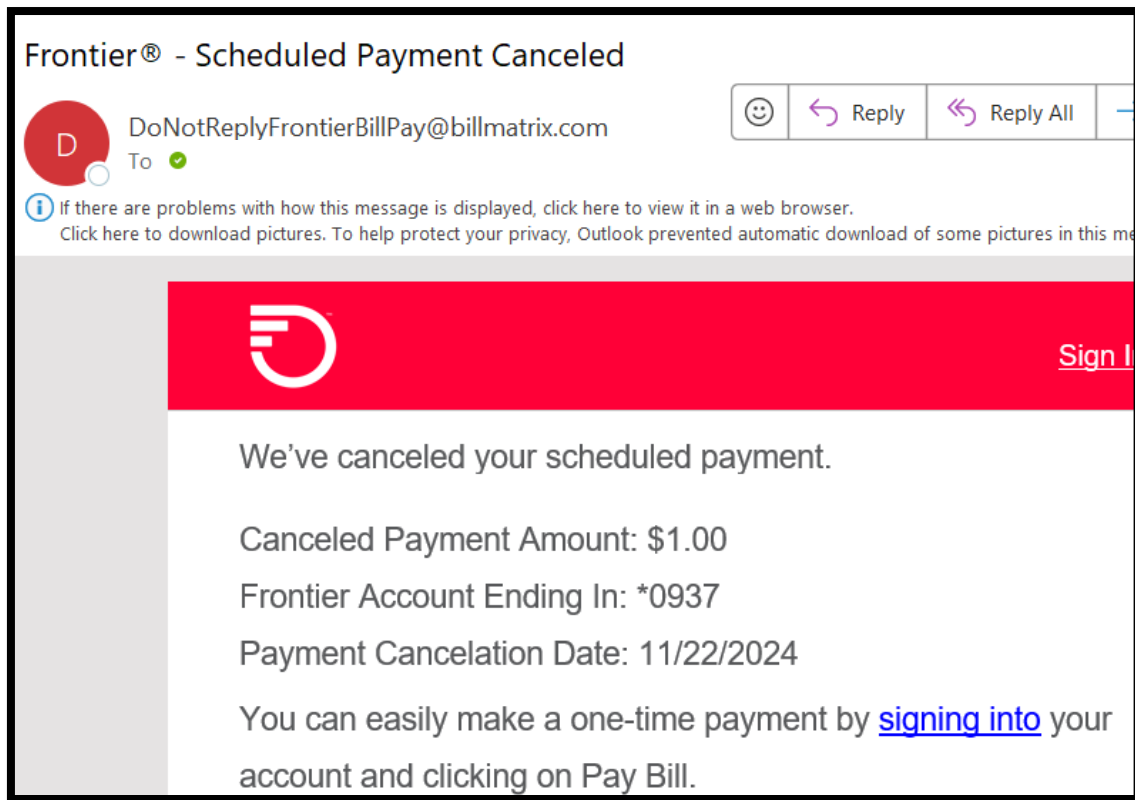 Frontier® - Scheduled Payment Canceled
D
DoNotReplyFrontierBillPay@billmatrix.com
Reply
Reply All
To
If there are problems with how this message is displayed, click here to view it in a web browser.
Click here to download pictures. To help protect your privacy, Outlook prevented automatic download of some pictures in this me
Sign I
We’ve canceled your scheduled payment.
Canceled Payment Amount: $1.00
Frontier Account Ending In: *0937
Payment Cancelation Date: 11/22/2024
You can easily make a one-time payment by signing into your
account and clicking on Pay Bill.